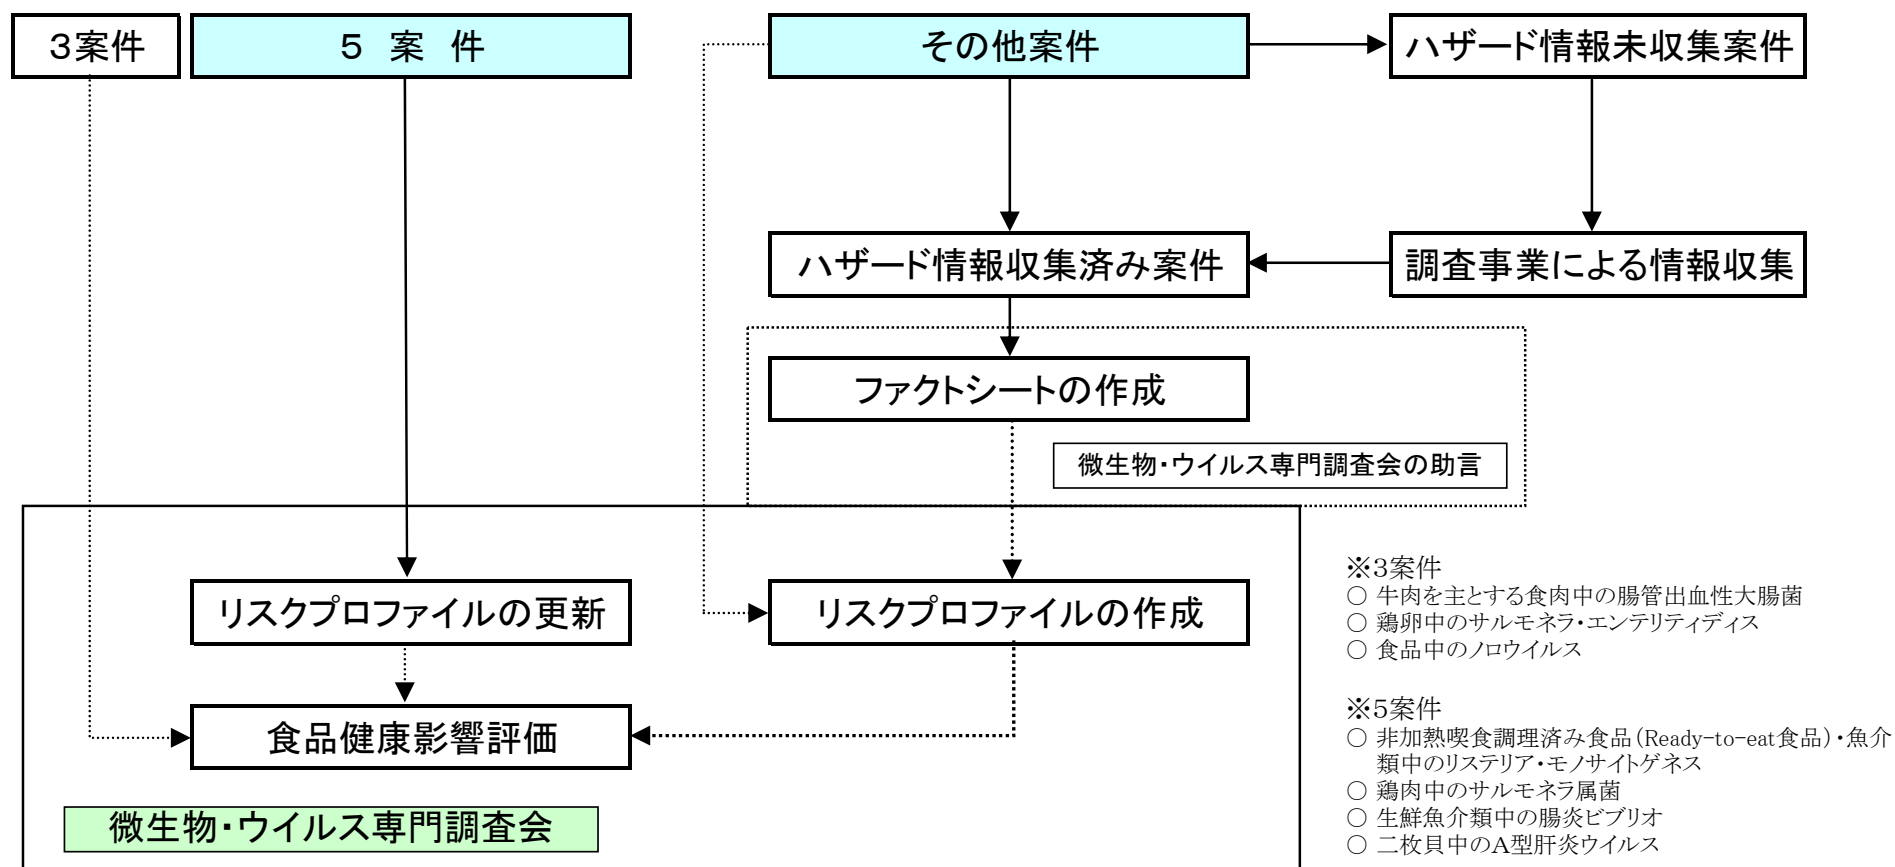 ３案件
５ 案 件
その他案件
ハザード情報未収集案件
ハザード情報収集済み案件
調査事業による情報収集
ファクトシートの作成
微生物・ウイルス専門調査会の助言
リスクプロファイルの更新
リスクプロファイルの作成
食品健康影響評価
微生物・ウイルス専門調査会
※3案件
○ 牛肉を主とする食肉中の腸管出血性大腸菌
○ 鶏卵中のサルモネラ・エンテリティディス
○ 食品中のノロウイルス
※5案件
○ 非加熱喫食調理済み食品(Ready-to-eat食品)・魚介
類中のリステリア・モノサイトゲネス
○ 鶏肉中のサルモネラ属菌
○ 生鮮魚介類中の腸炎ビブリオ
○ 二枚貝中のA型肝炎ウイルス